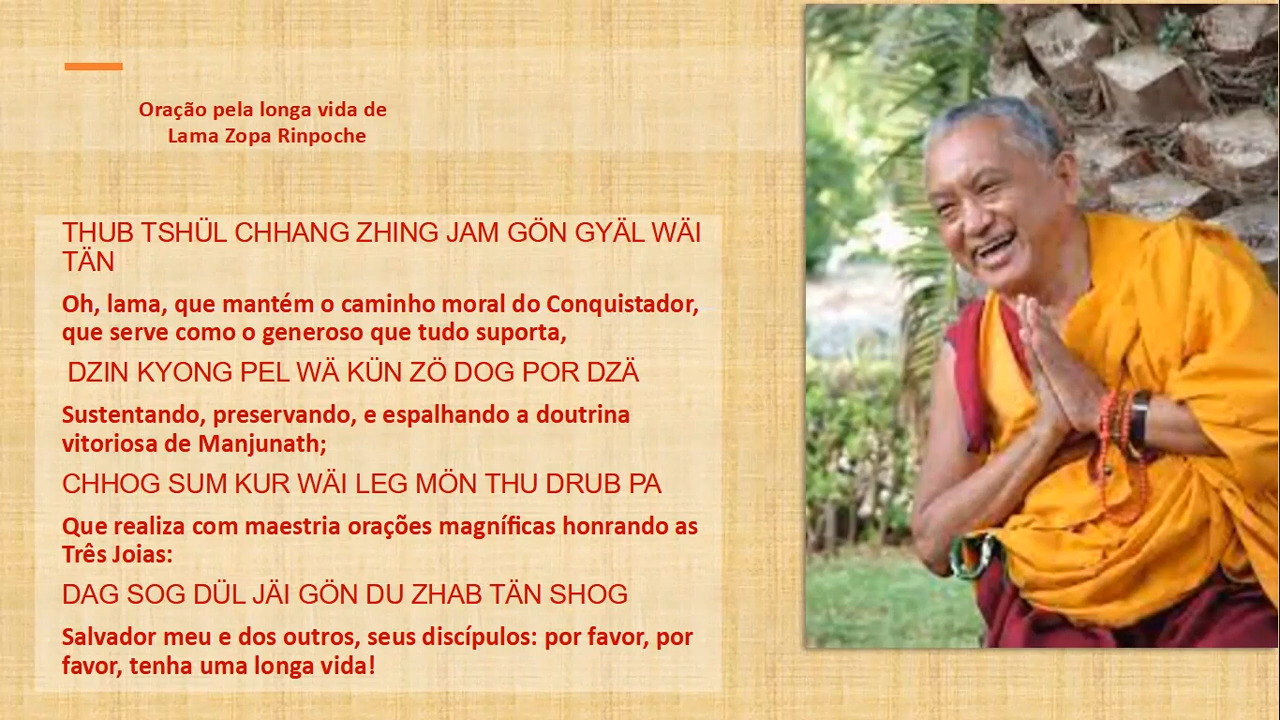 Oração pela longa vida de
Lama Zopa Rinpoche
THUB TSHÜL CHHANG ZHING JAM GÖN GYÄL WÄI
TÄN
Oh, lama, que mantém o caminho moral do Conquistador,
que serve como o generoso que tudo suporta,
DZIN KYONG PEL WÄ KÜN ZÖ DOG POR DZÄ
Sustentando, preservando, e espalhando a doutrina
vitoriosa de Manjunath;
CHHOG SUM KUR WÄI LEG MÖN THU DRUB PA
Que realiza com maestria orações magníficas honrando as
Três Joias:
DAG SOG DÜL JÄI GÖN DU ZHAB TÄN SHOG
Salvador meu e dos outros, seus discípulos: por favor, por
favor, tenha uma longa vida!